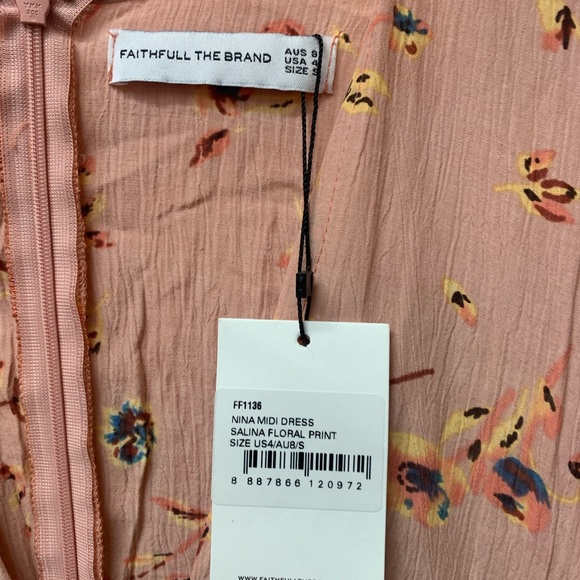 YKK
FAITHFULL THE BRAND
AUS 8
USA 4
SIZE S
FF1136
NINA MIDI DRESS
SALINA FLORAL PRINT
SIZE US4/AU8/S
8 887866 120972